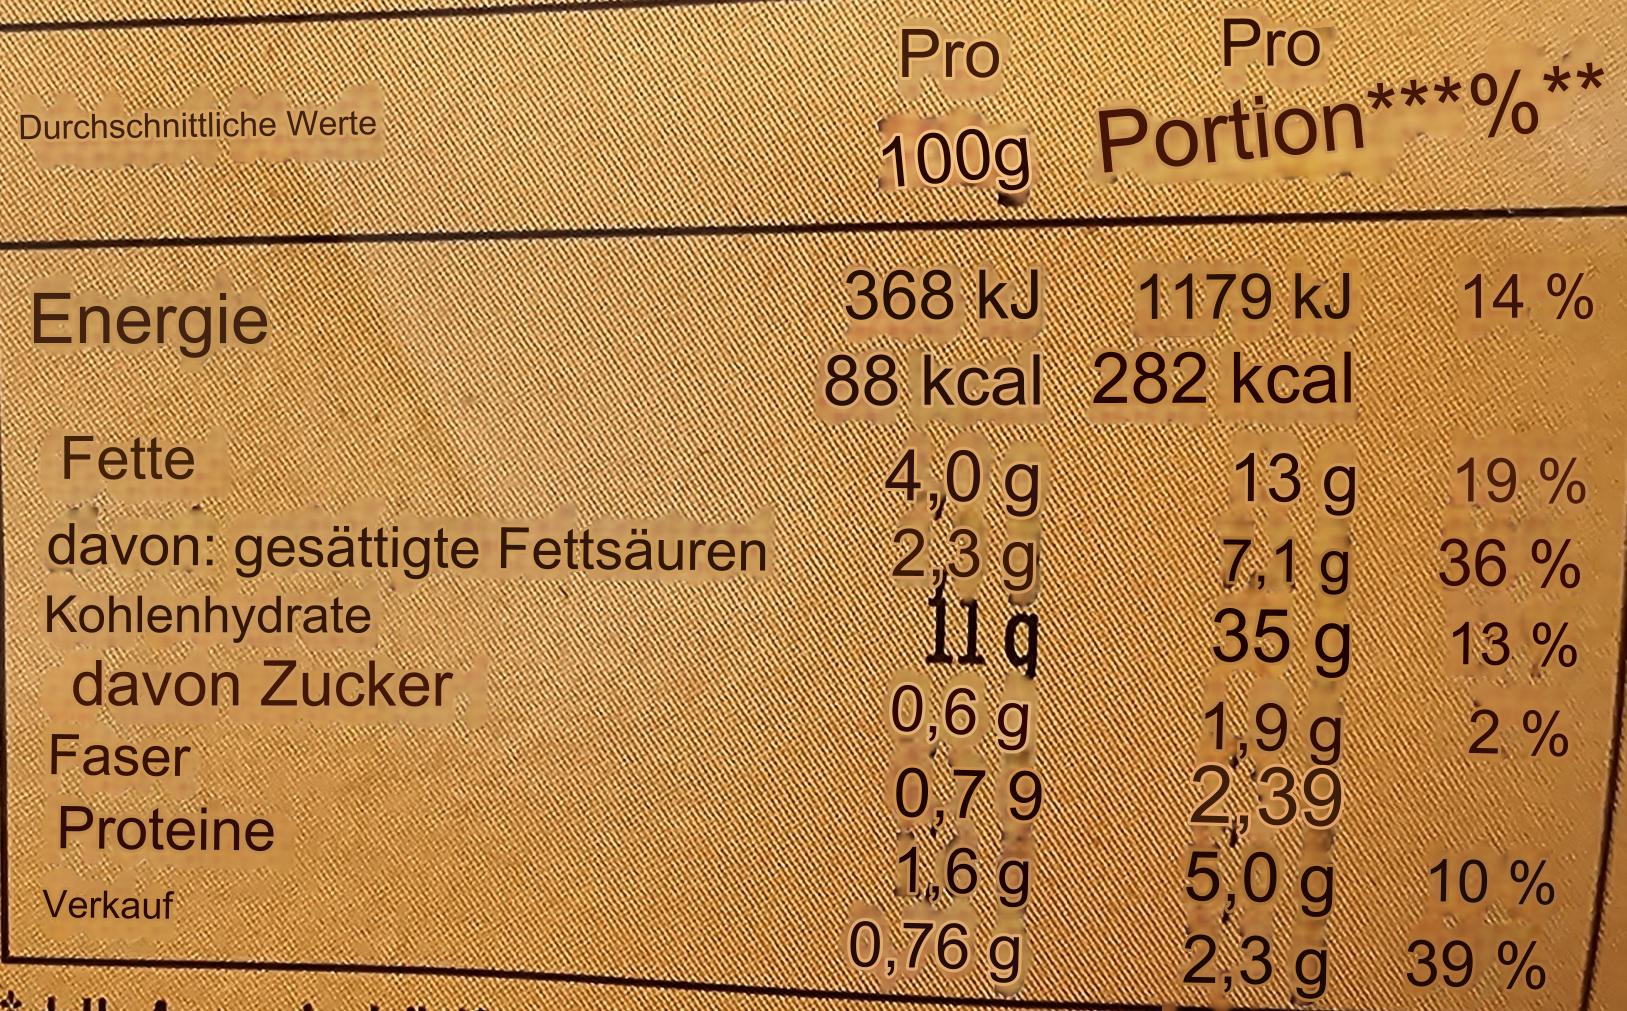 Durchschnittliche Werte Pro 100g Pro Portion***%**
Energie 368 kJ 1179 kJ 14 %
88 kcal 282 kcal
Fette 4,0 g 13 g 19 %
davon: gesättigte Fettsäuren 2,3 g 7,1 g 36 %
Kohlenhydrate 11 g 35 g 13 %
davon Zucker 0,6 g 1,9 g 2 %
Faser 0,7 9 2,39
Proteine 1,6 g 5,0 g 10 %
Verkauf 0,76 g 2,3 g 39 %